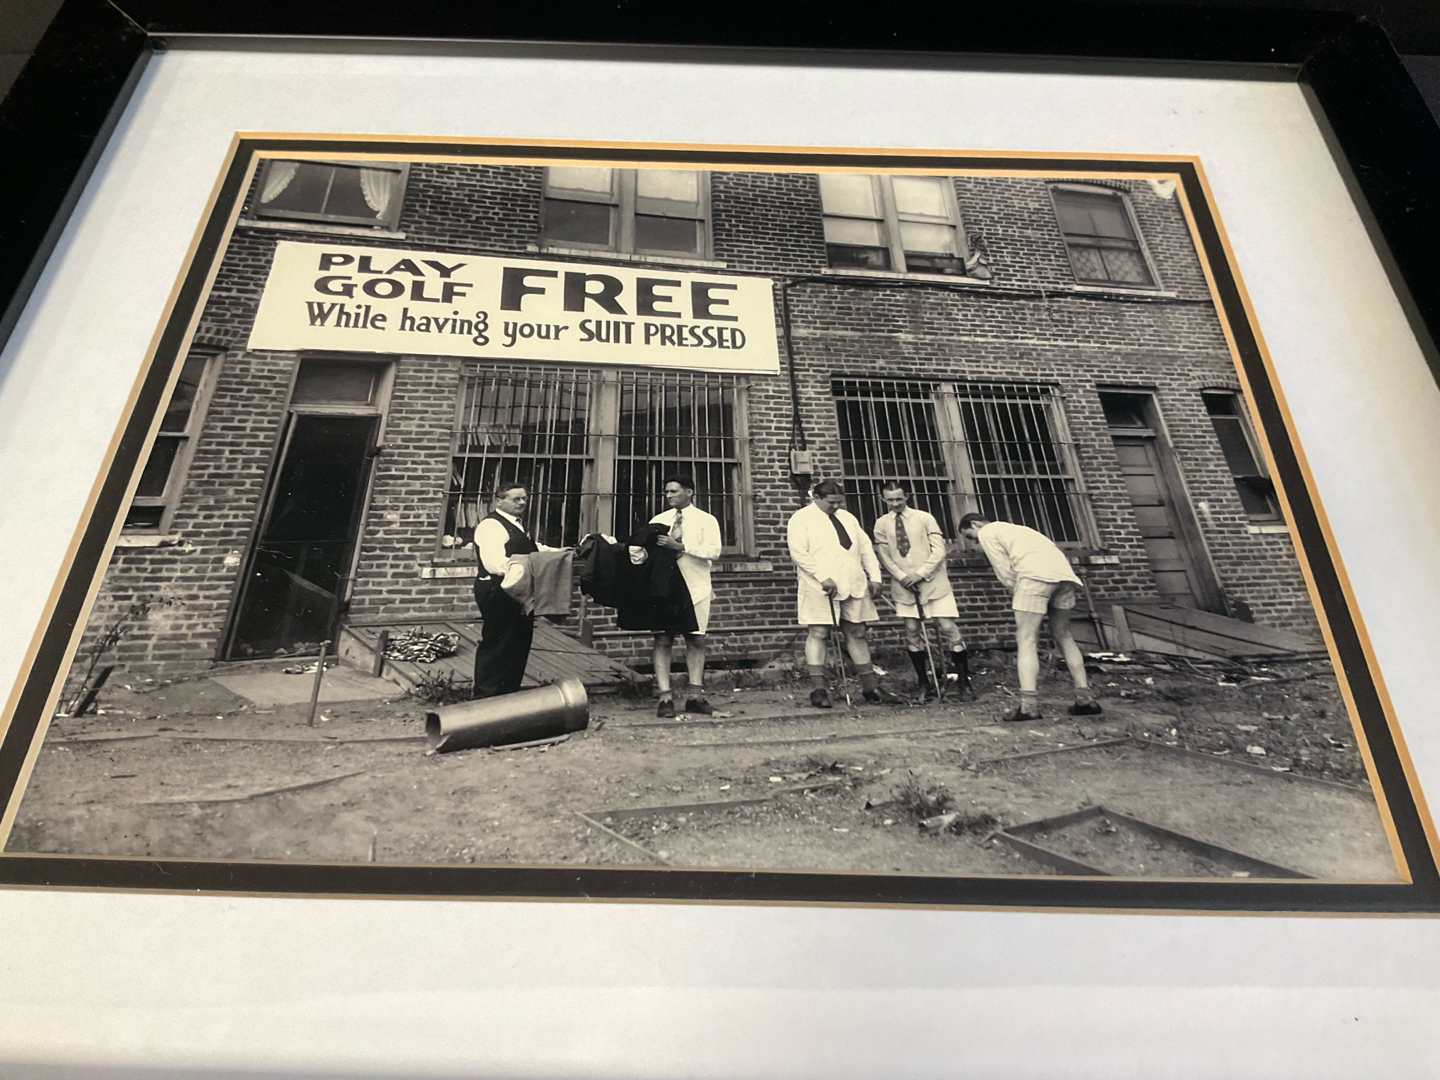 PLAY
GOLF FREE
While having your SUIT PRESSED